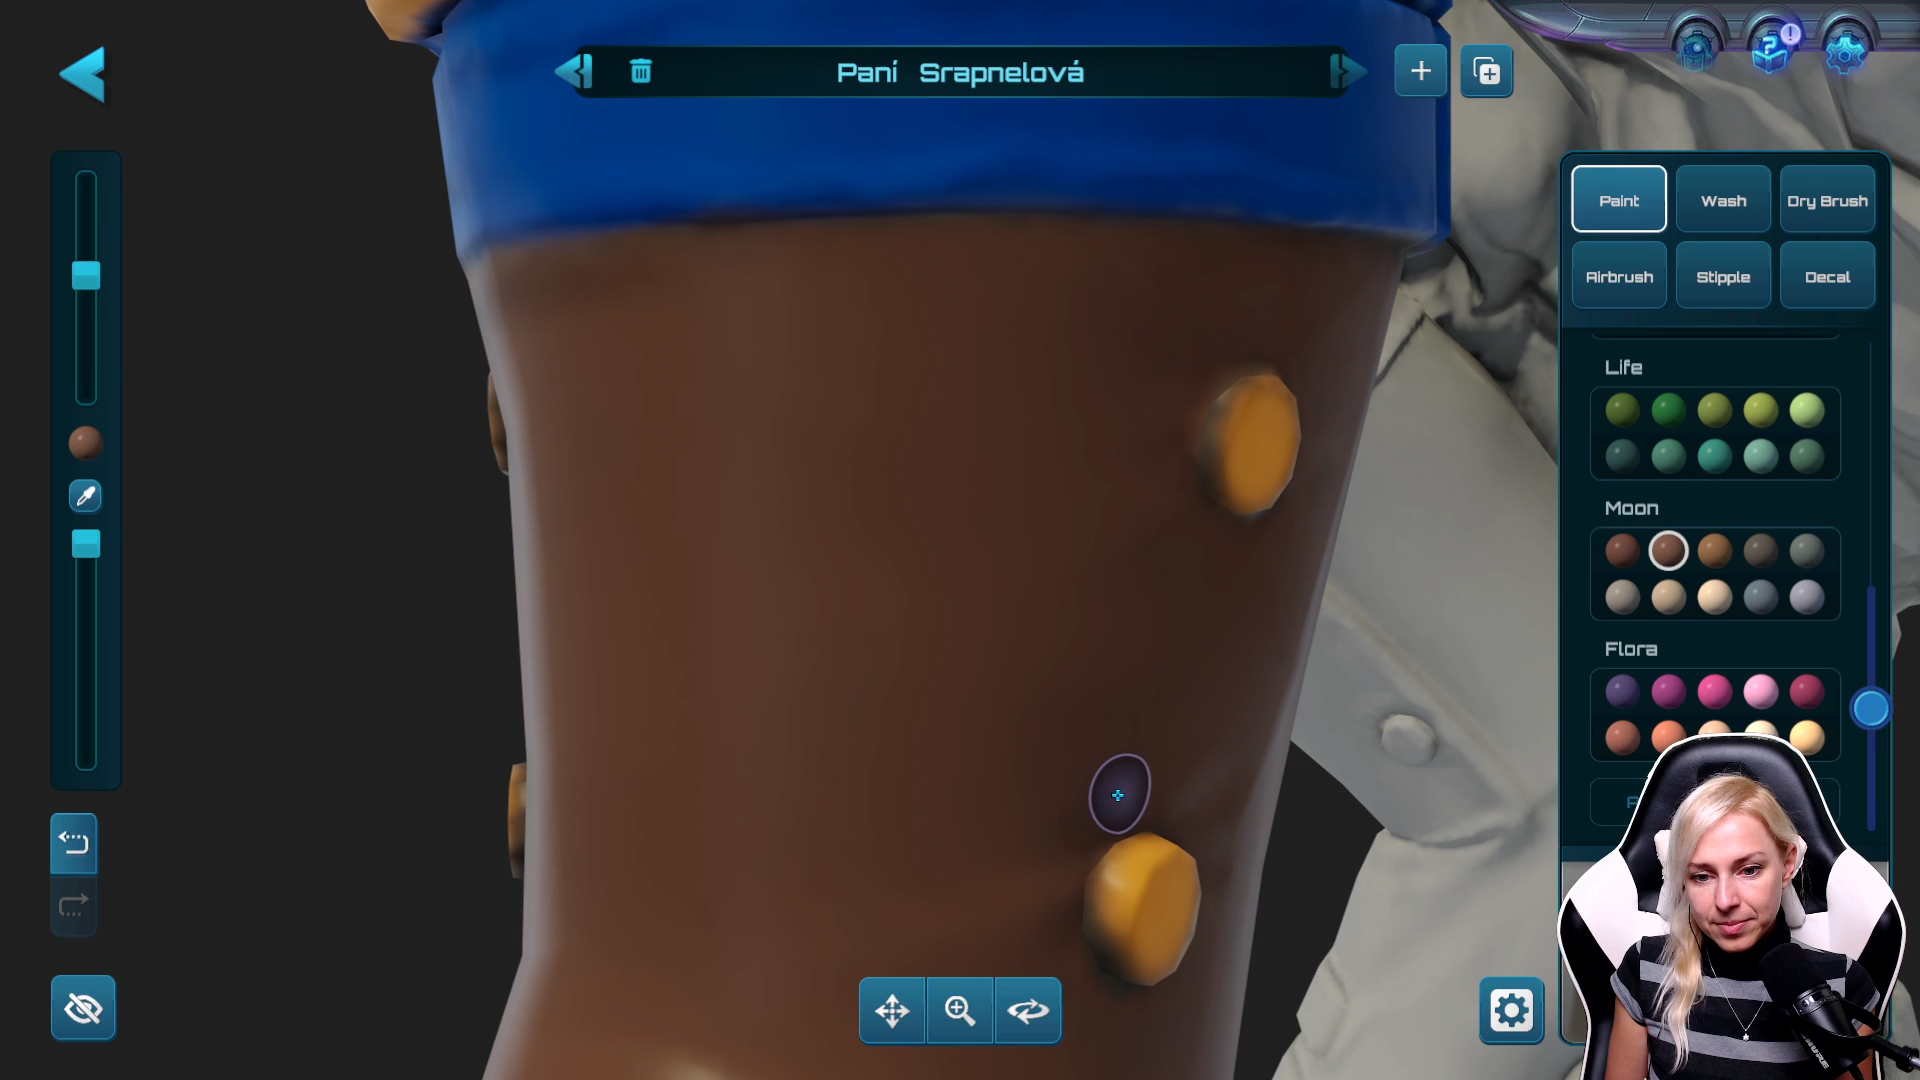 Paní Srapnelová
Paint
Wash
Dry Brush
Airbrush
Stipple
Decal
Life
Moon
Flora